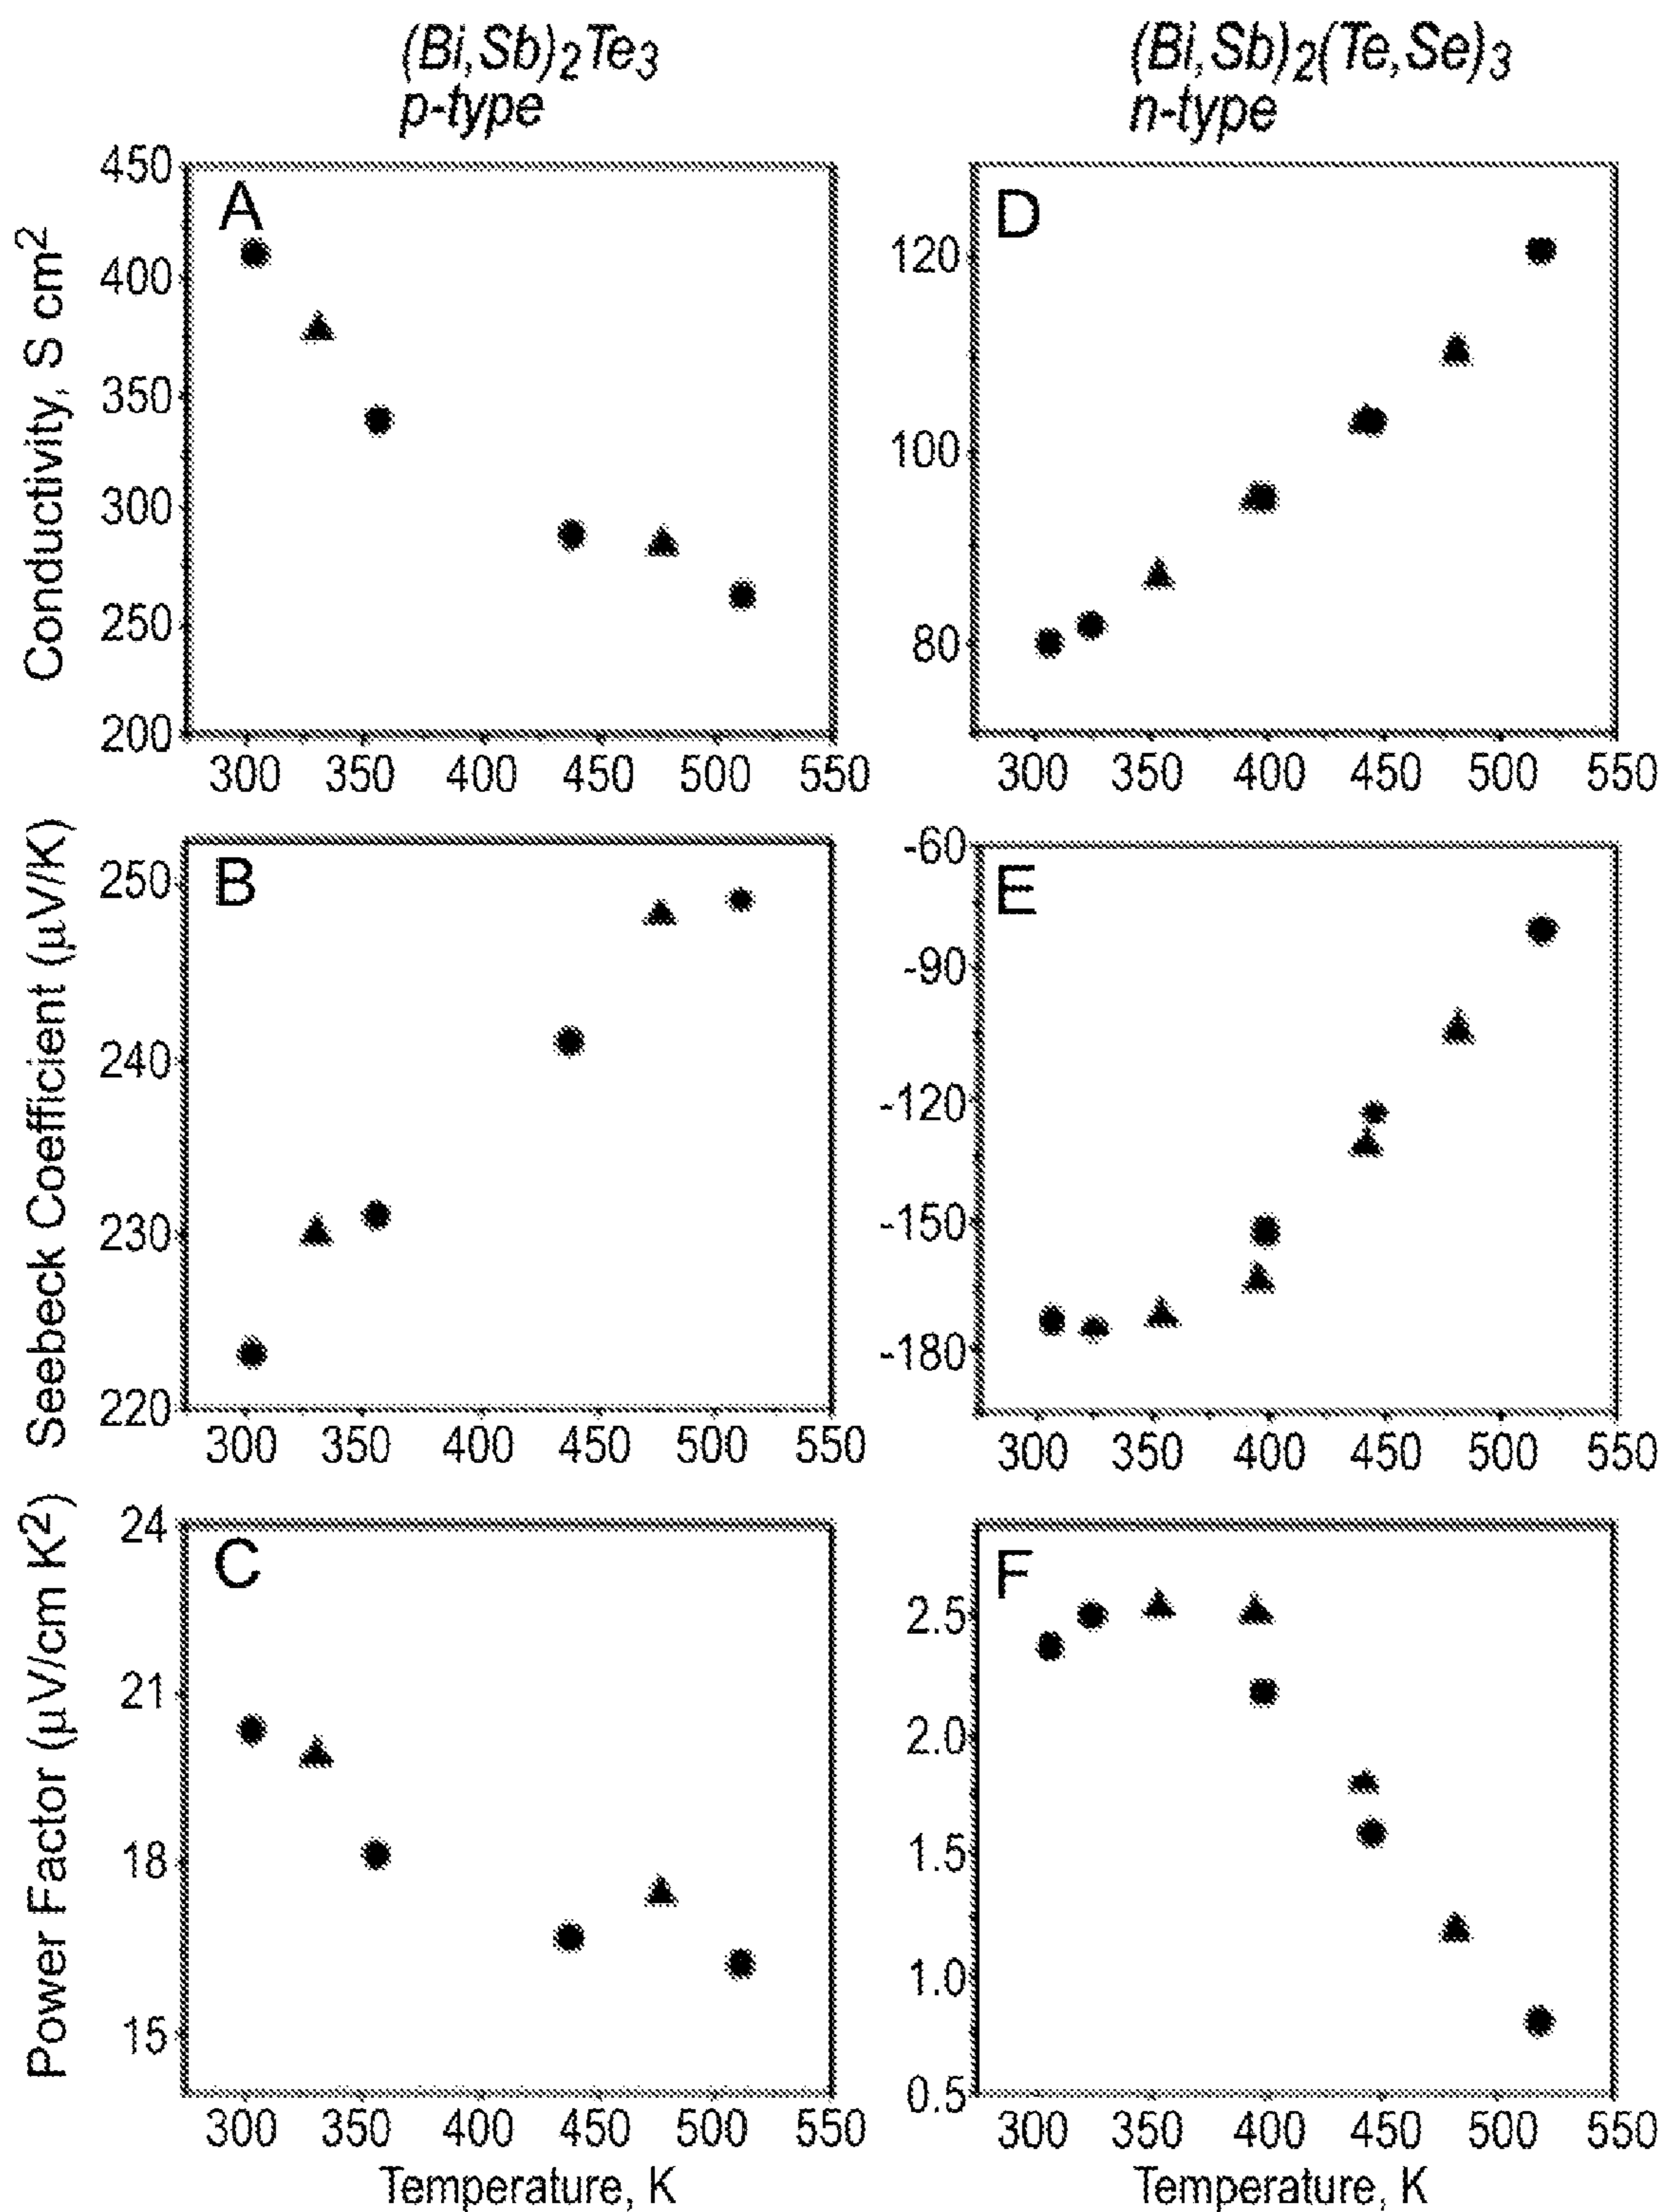 (Bi,Sb)2Te3
p-type
(Bi,Sb)2(Te,Se)3
n-type
Conductivity, S cm2
450
400
350
300
250
200
A
300 350 400 450 500 550
120
100
80
D
300 350 400 450 500 550
Seebeck Coefficient (µV/K)
250
240
230
220
B
300 350 400 450 500 550
-60
-90
-120
-150
-180
E
300 350 400 450 500 550
Power Factor (µV/cm K2)
24
21
18
15
C
300 350 400 450 500 550
Temperature, K
2.5
2.0
1.5
1.0
0.5
F
300 350 400 450 500 550
Temperature, K